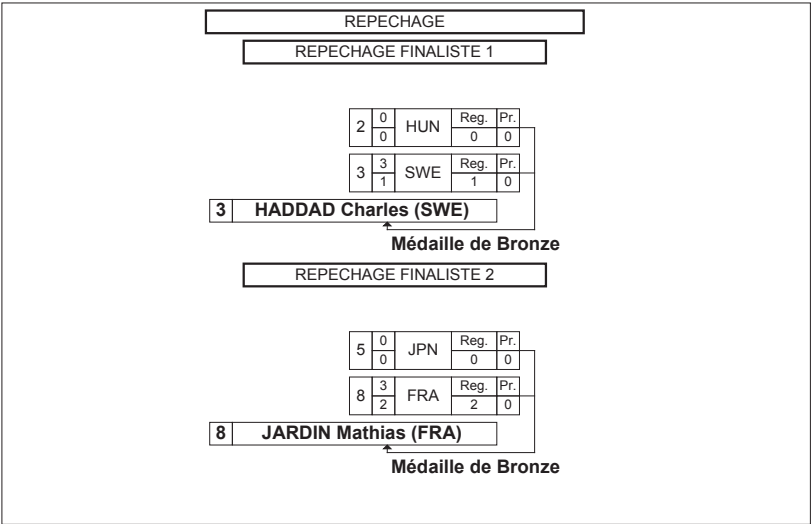 REPECHAGE
REPECHAGE FINALISTE 1
2 0 HUN Reg. Pr.
0 0 0
3 3 SWE Reg. Pr.
1 1 0
3 HADDAD Charles (SWE)
Médaille de Bronze
REPECHAGE FINALISTE 2
5 0 JPN Reg. Pr.
0 0 0
8 3 FRA Reg. Pr.
2 2 0
8 JARDIN Mathias (FRA)
Médaille de Bronze